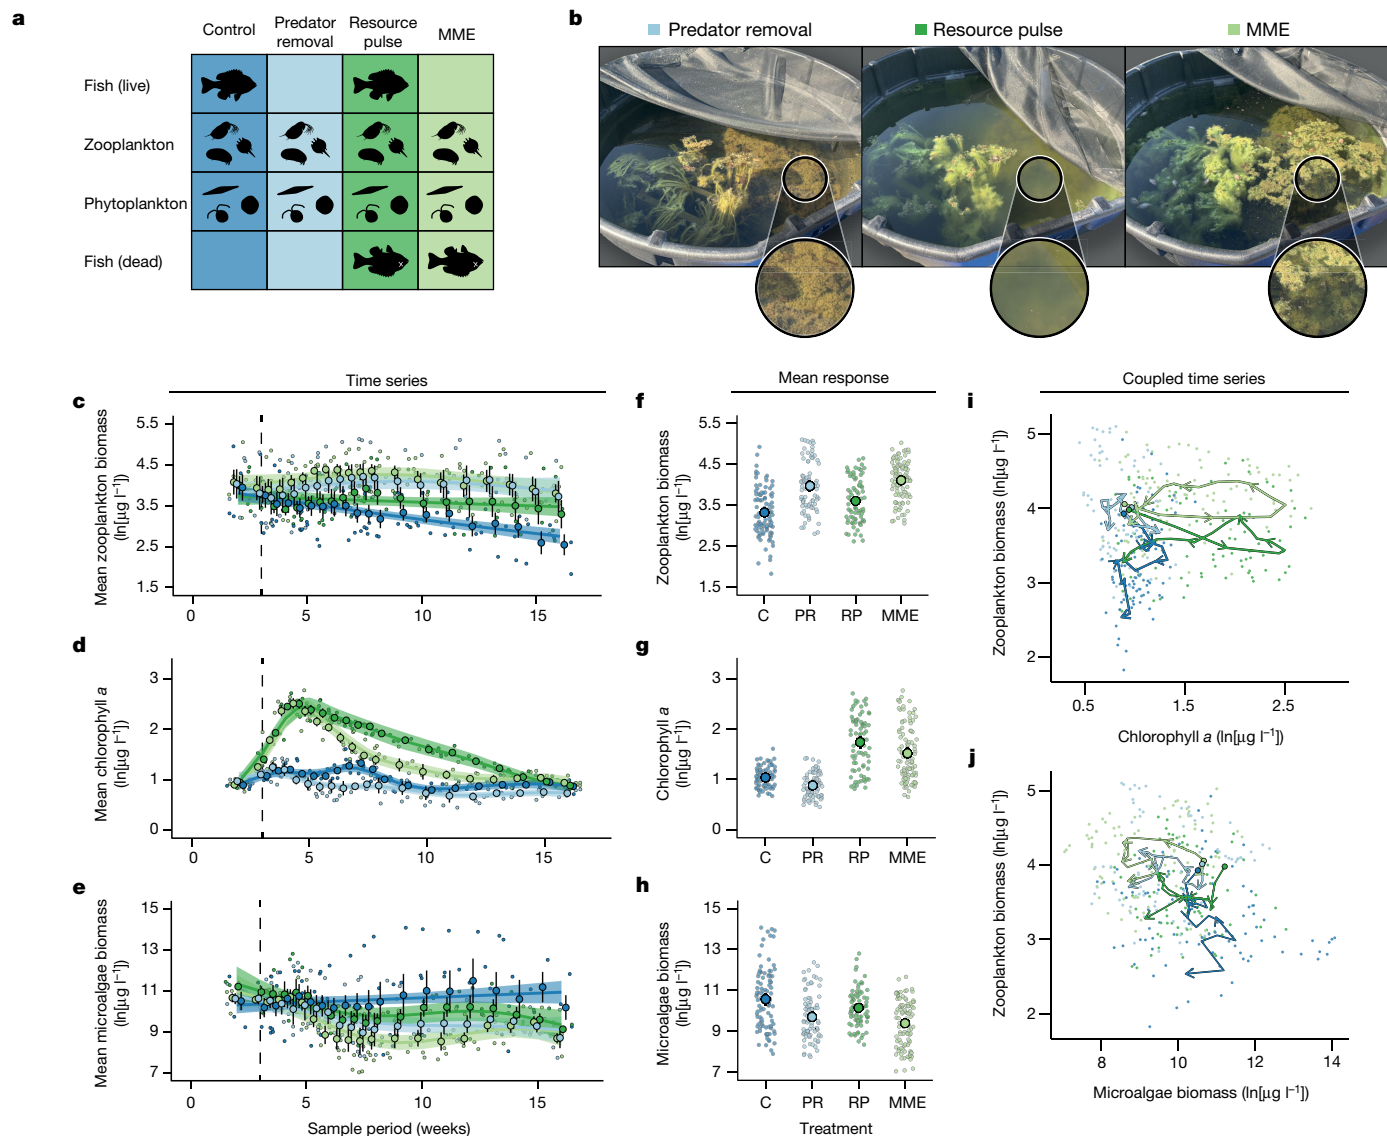 a
Control
Predator
removal
Resource
pulse
MME
Fish (live)
Zooplankton
Phytoplankton
Fish (dead)
b
Predator removal
Resource pulse
MME
Time series
Mean response
Coupled time series
c
Mean zooplankton biomass
(ln[μg l⁻¹])
5.5
4.5
3.5
2.5
1.5
0
5
10
15
f
Zooplankton biomass
(ln[μg l⁻¹])
5.5
4.5
3.5
2.5
1.5
C
PR
RP
MME
i
Zooplankton biomass (ln[μg l⁻¹])
5
4
3
2
0.5
1.5
2.5
Chlorophyll a (ln[μg l⁻¹])
d
Mean chlorophyll a
(ln[μg l⁻¹])
3
2
1
0
0
5
10
15
g
Chlorophyll a
(ln[μg l⁻¹])
3
2
1
0
C
PR
RP
MME
j
Zooplankton biomass (ln[μg l⁻¹])
5
4
3
2
8
10
12
14
Microalgae biomass (ln[μg l⁻¹])
e
Mean microalgae biomass
(ln[μg l⁻¹])
15
13
11
9
7
0
5
10
15
Sample period (weeks)
h
Microalgae biomass
(ln[μg l⁻¹])
15
13
11
9
7
C
PR
RP
MME
Treatment